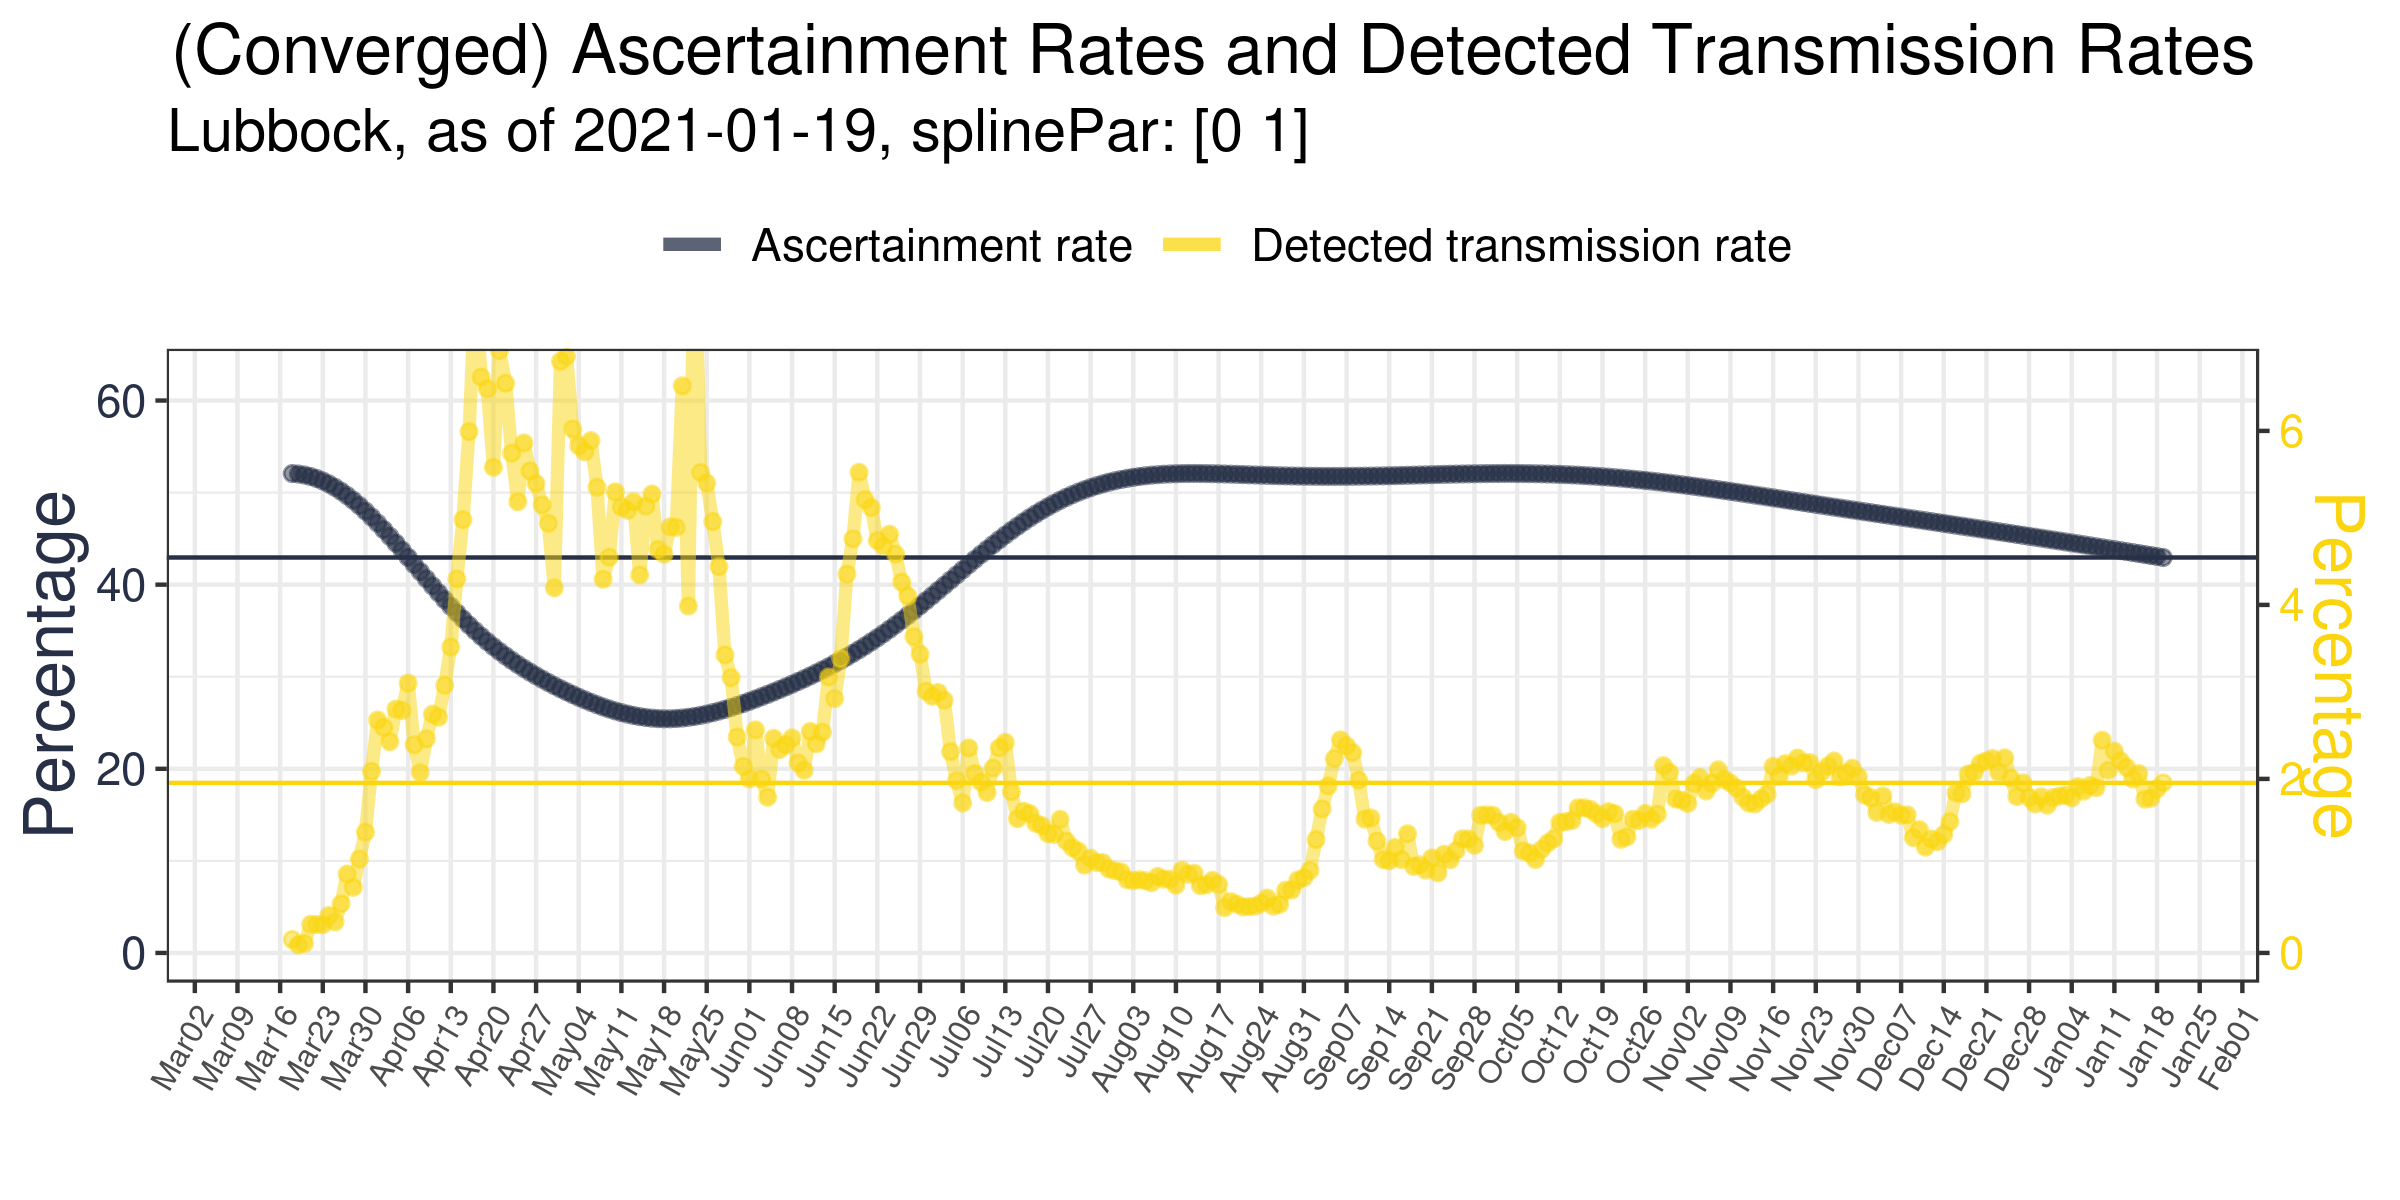 (Converged) Ascertainment Rates and Detected Transmission Rates
Lubbock, as of 2021-01-19, splinePar: [0 1]
Ascertainment rate
Detected transmission rate
Percentage
60
40
20
0
6
4
2
0
Percentage
Mar02
Mar09
Mar16
Mar23
Mar30
Apr06
Apr13
Apr20
Apr27
May04
May11
May18
May25
Jun01
Jun08
Jun15
Jun22
Jun29
Jul06
Jul13
Jul20
Jul27
Aug03
Aug10
Aug17
Aug24
Aug31
Sep07
Sep14
Sep21
Sep28
Oct05
Oct12
Oct19
Oct26
Nov02
Nov09
Nov16
Nov23
Nov30
Dec07
Dec14
Dec21
Dec28
Jan04
Jan11
Jan18
Jan25
Feb01